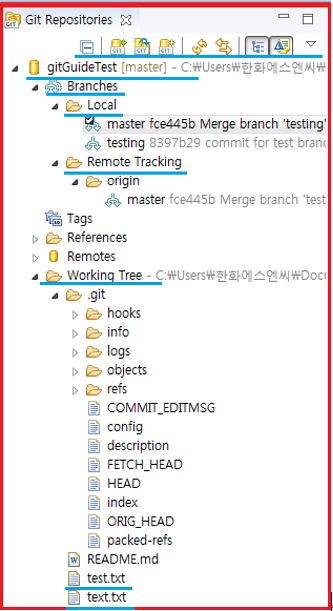 Git Repositories
gitGuideTest [master] - C:₩Users₩한화에스엔씨₩
Branches
Local
master fce445b Merge branch 'testing'
testing 8397b29 commit for test branc
Remote Tracking
origin
master fce445b Merge branch 'tes
Tags
References
Remotes
Working Tree - C:₩Users₩한화에스엔씨₩Docu
.git
hooks
info
logs
objects
refs
COMMIT_EDITMSG
config
description
FETCH_HEAD
HEAD
index
ORIG_HEAD
packed-refs
README.md
test.txt
text.txt